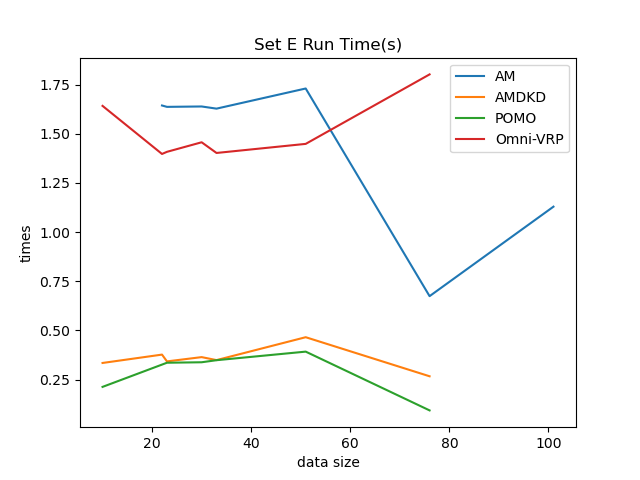 Set E Run Time(s)
AM
AMDKD
POMO
Omni-VRP
times
1.75
1.50
1.25
1.00
0.75
0.50
0.25
20 40 60 80 100
data size